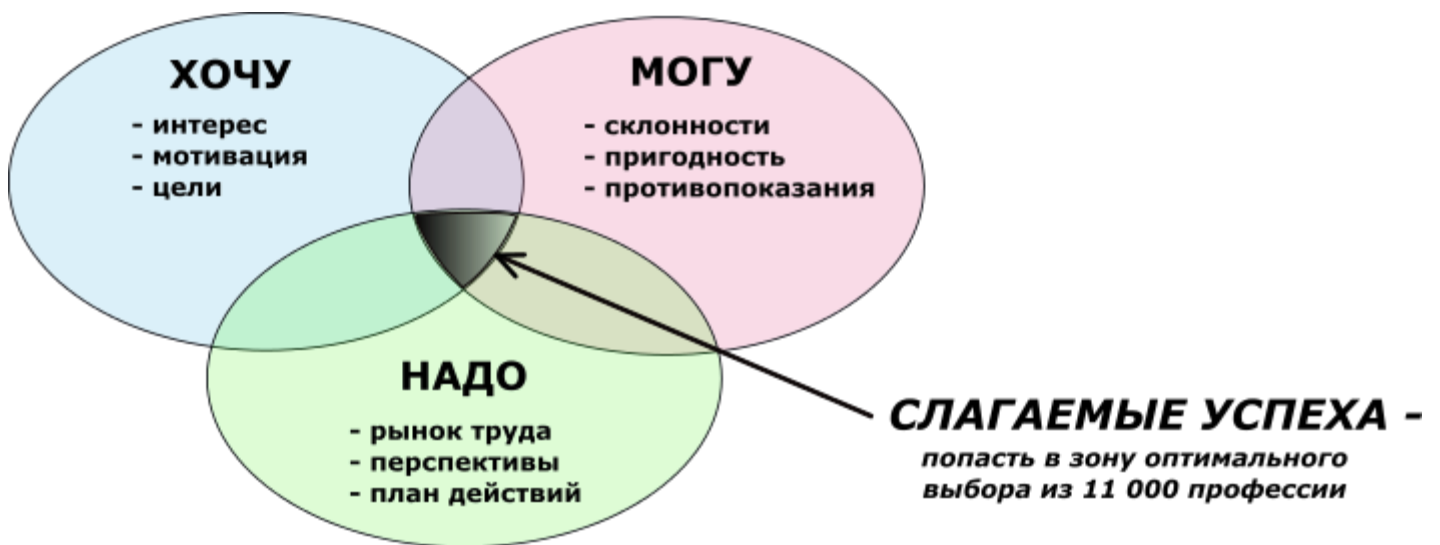 ХОЧУ
- интерес
- мотивация
- цели
МОГУ
- склонности
- пригодность
- противопоказания
НАДО
- рынок труда
- перспективы
- план действий
СЛАГАЕМЫЕ УСПЕХА -
попасть в зону оптимального
выбора из 11 000 профессии